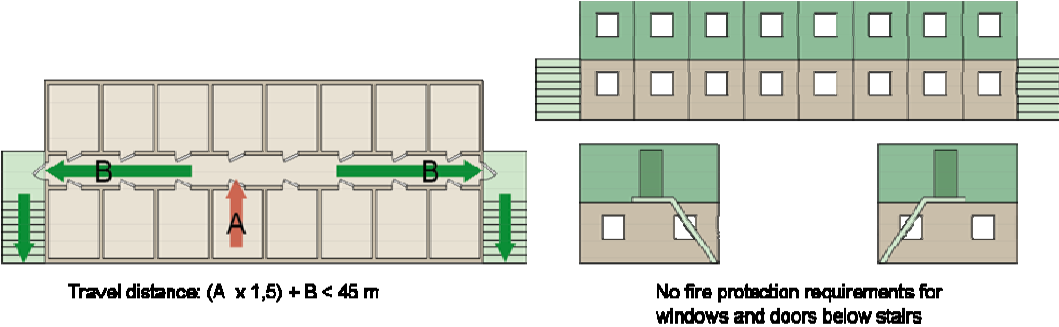 B
B
A
Travel distance: (A x 1,5) + B < 45 m
No fire protection requirements for
windows and doors below stairs